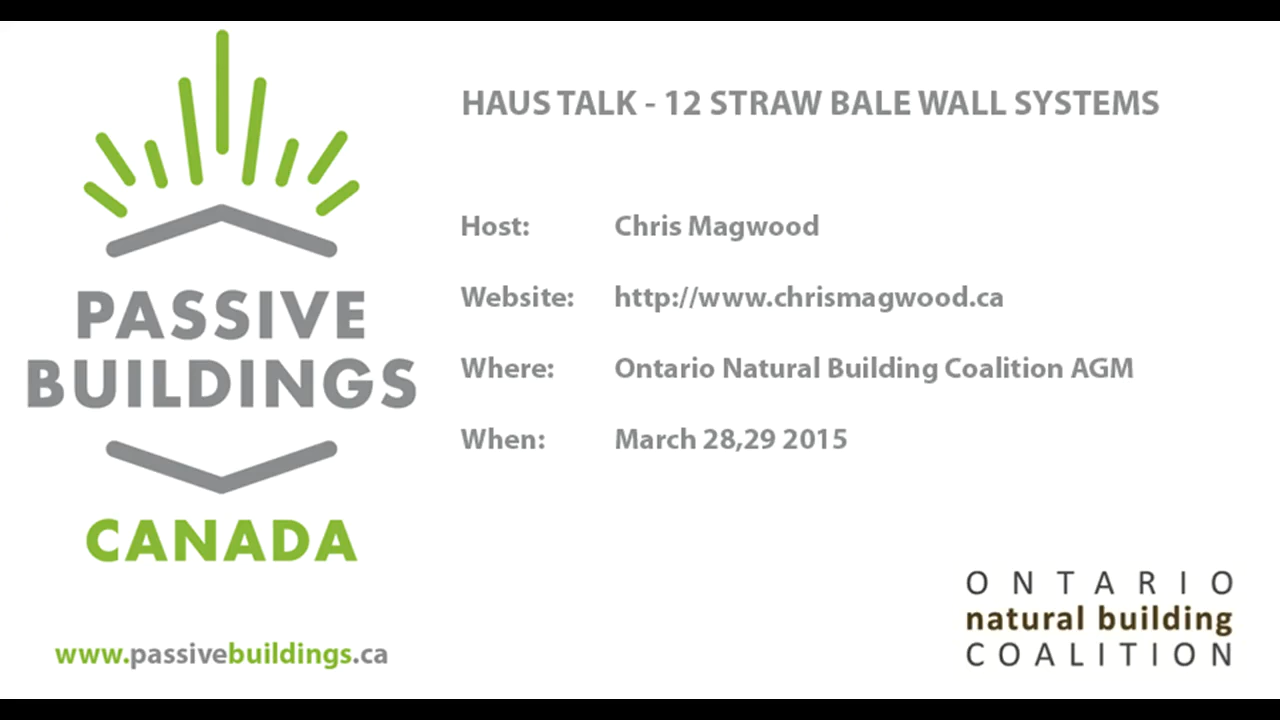 HAUS TALK - 12 STRAW BALE WALL SYSTEMS
Host: Chris Magwood
Website: http://www.chrismagwood.ca
Where: Ontario Natural Building Coalition AGM
When: March 28,29 2015
PASSIVE
BUILDINGS
CANADA
www.passivebuildings.ca
ONTARIO
natural building
COALITION